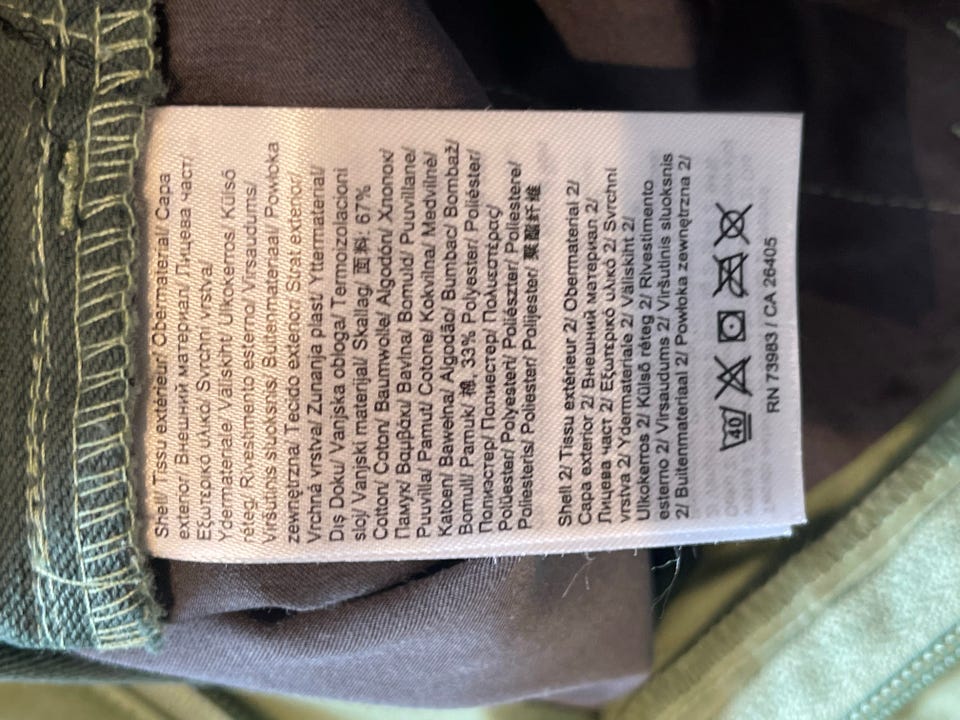 Shell/ Tissu extérieur/ Obermaterial/ Capa
exterior/ Внешний материал/ Лицева част/
Εξωτερικό υλικό/ Svrchní vrstva/
Ydermateriale/ Väliskiht/ Ulkokerros/ Külső
réteg/ Rivestimento esterno/ Virsaudums/
Viršutinis sluoksnis/ Buitenmateriaal/ Powłoka
zewnętrzna/ Tecido exterior/ Strat exterior/
Vrchná vrstva/ Zunanja plast/ Yttermaterial/
Dış Doku/ Vanjska obloga/ Termoizolacioni
sloj/ Vanjski materijal/ Skallag/ 面料: 67%
Cotton/ Coton/ Baumwolle/ Algodón/ Хлопок/
Памук/ Βαμβάκι/ Bavlna/ Bomuld/ Puuvillane/
Puuvilla/ Pamut/ Cotone/ Kokvilna/ Medvilnė/
Katoen/ Bawełna/ Algodão/ Bumbac/ Bombaž/
Bomull/ Pamuk/ 棉, 33% Polyester/ Poliéster/
Полиэстер/ Полиестер/ Πολυεστέρας/
Polüester/ Polyesteri/ Poliészter/ Poliestere/
Poliesteris/ Poliester/ Polijester/ 聚酯纤维
Shell 2/ Tissu extérieur 2/ Obermaterial 2/
Capa exterior 2/ Внешний материал 2/
Лицева част 2/ Εξωτερικό υλικό 2/ Svrchní
vrstva 2/ Ydermateriale 2/ Väliskiht 2/
Ulkokerros 2/ Külső réteg 2/ Rivestimento
esterno 2/ Virsaudums 2/ Viršutinis sluoksnis
2/ Buitenmateriaal 2/ Powłoka zewnętrzna 2/
40
RN 73983 / CA 26405